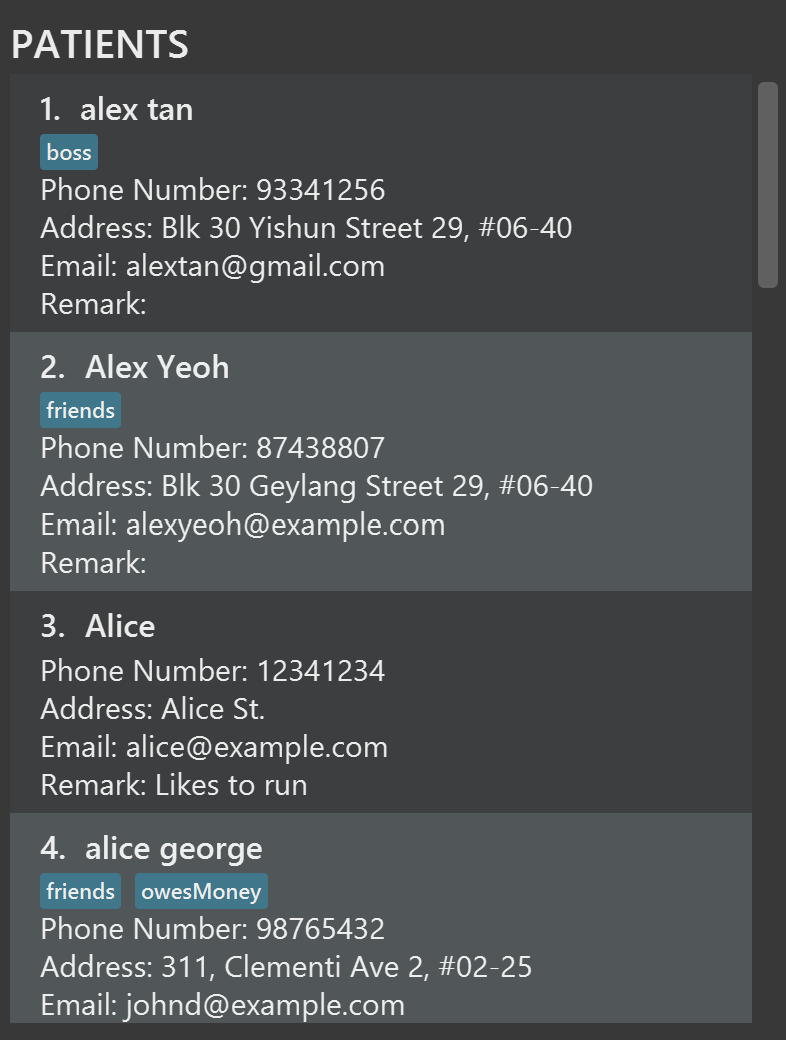 PATIENTS
1. alex tan
boss
Phone Number: 93341256
Address: Blk 30 Yishun Street 29, #06-40
Email: alextan@gmail.com
Remark:
2. Alex Yeoh
friends
Phone Number: 87438807
Address: Blk 30 Geylang Street 29, #06-40
Email: alexyeoh@example.com
Remark:
3. Alice
Phone Number: 12341234
Address: Alice St.
Email: alice@example.com
Remark: Likes to run
4. alice george
friends owesMoney
Phone Number: 98765432
Address: 311, Clementi Ave 2, #02-25
Email: johnd@example.com